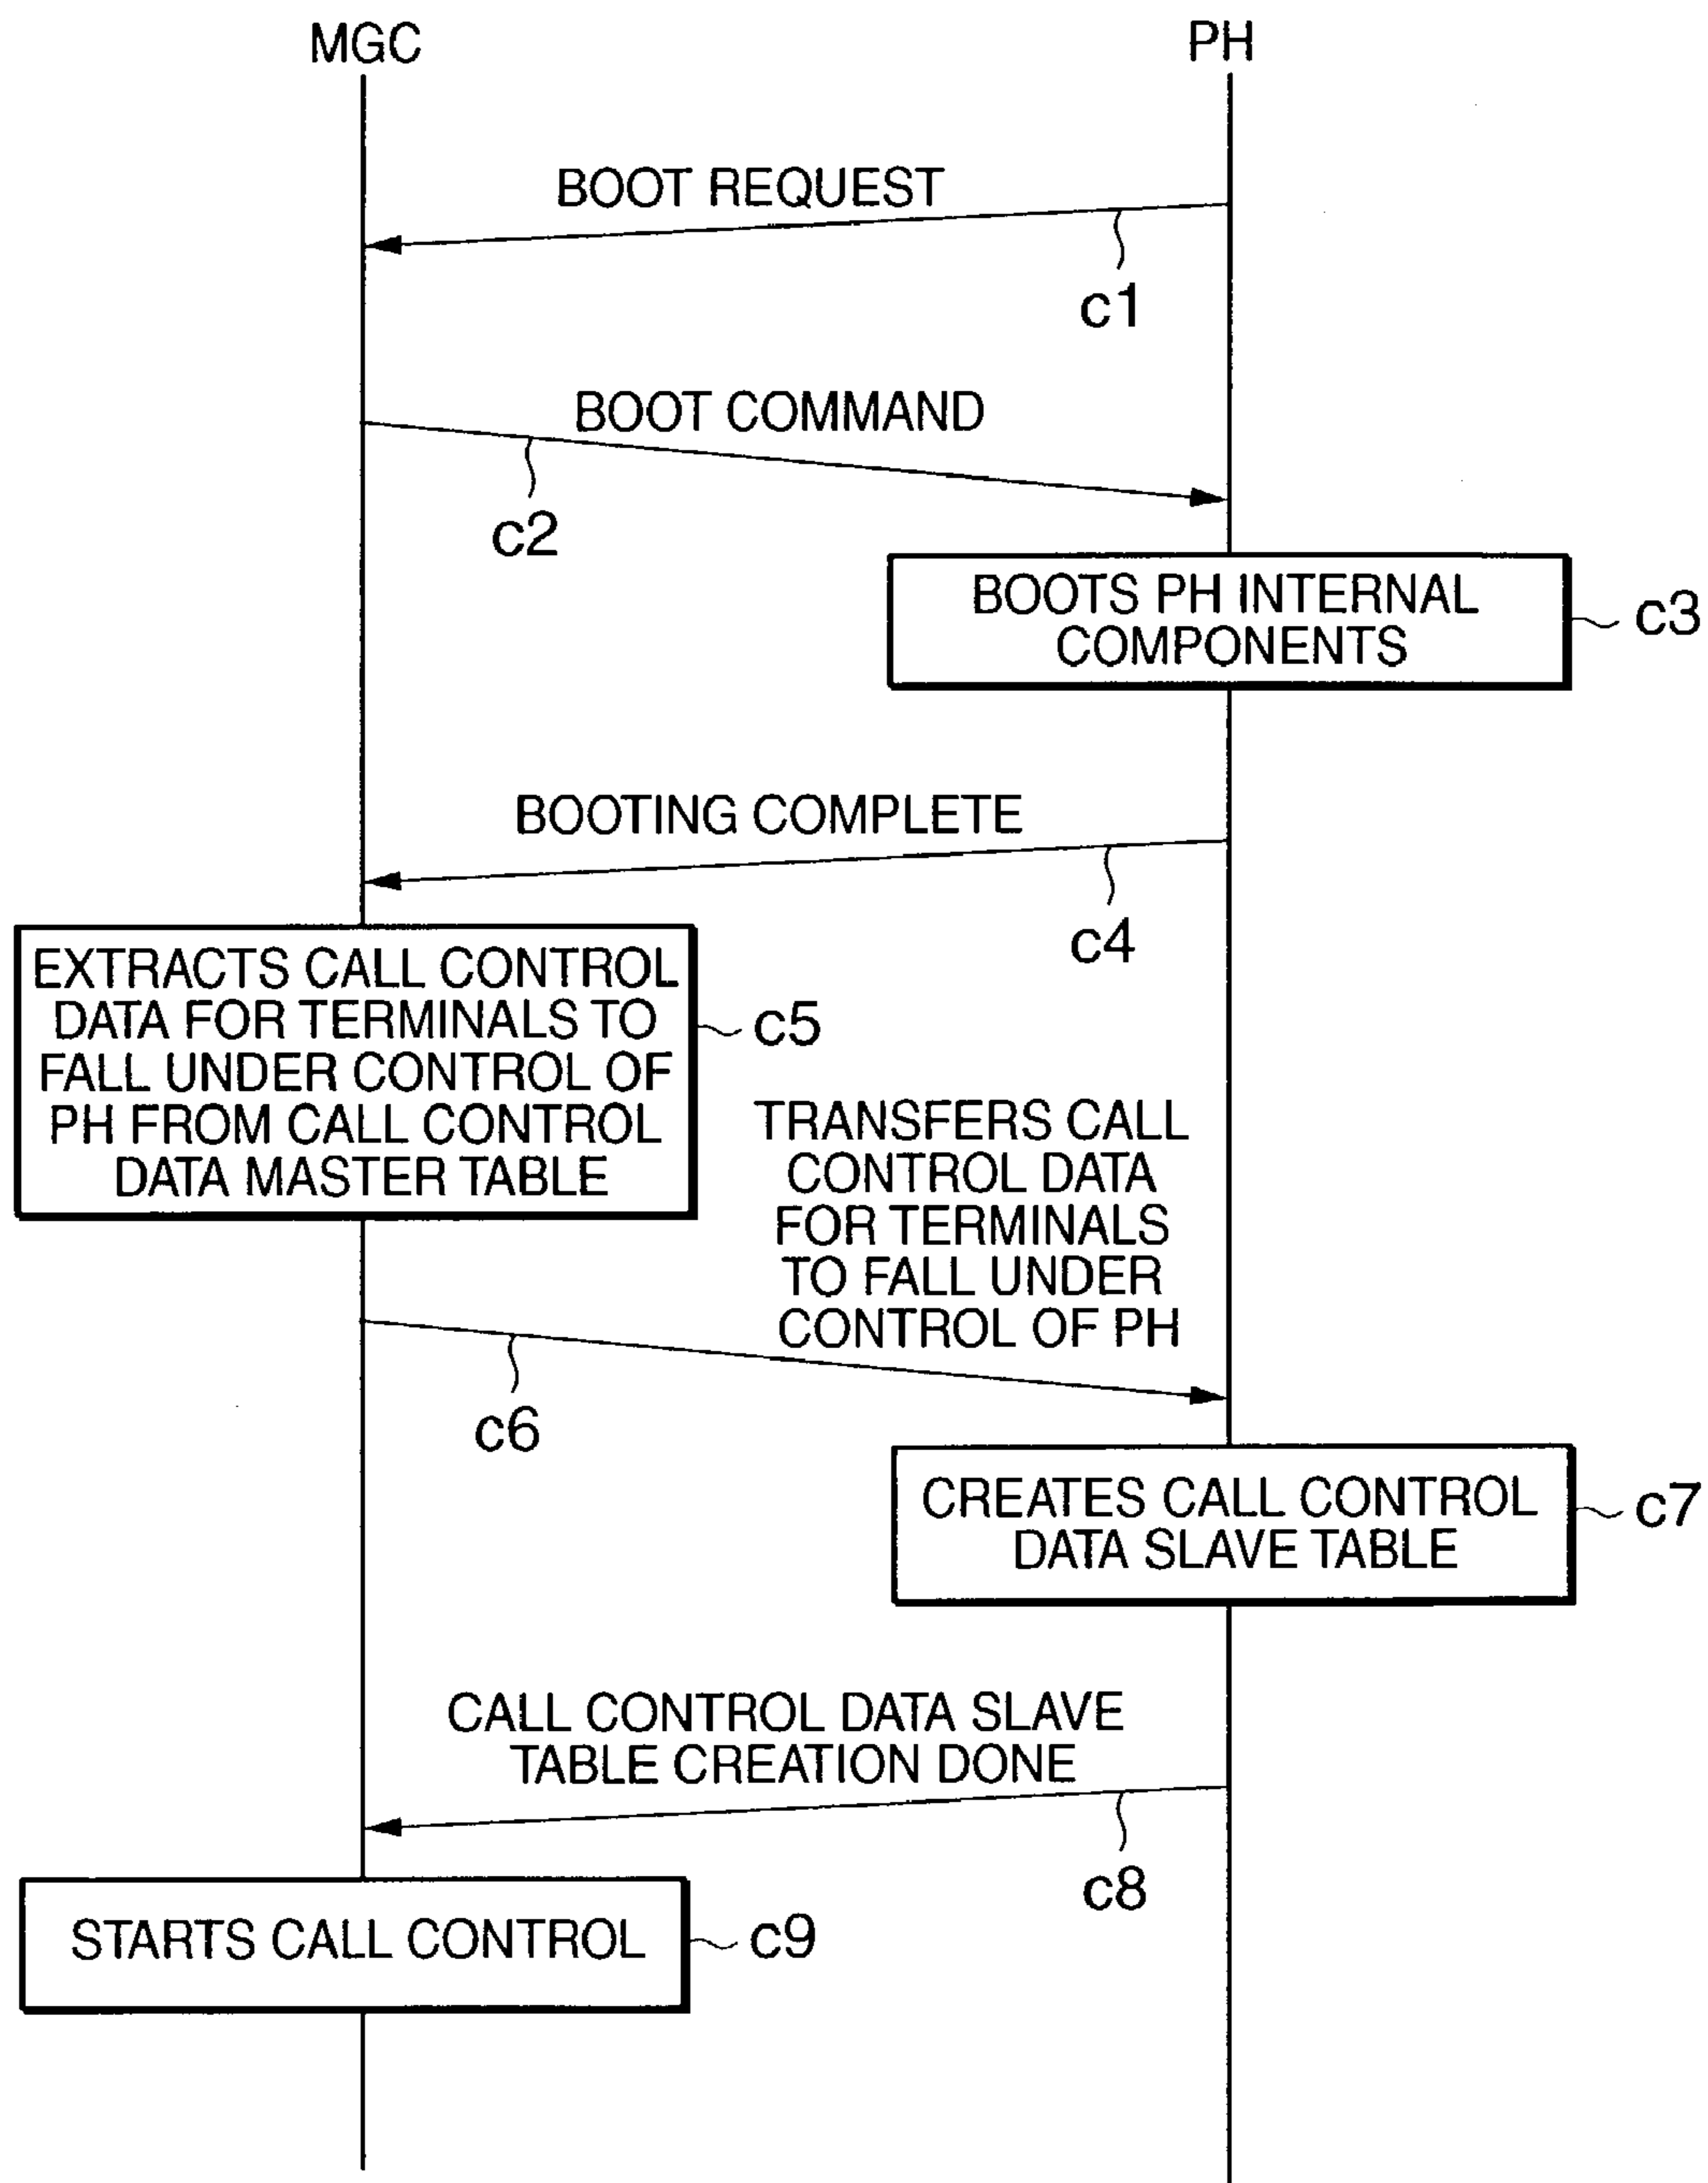 MGC
PH
BOOT REQUEST
c1
BOOT COMMAND
c2
BOOTS PH INTERNAL
COMPONENTS
c3
BOOTING COMPLETE
c4
EXTRACTS CALL CONTROL
DATA FOR TERMINALS TO
FALL UNDER CONTROL OF
PH FROM CALL CONTROL
DATA MASTER TABLE
c5
TRANSFERS CALL
CONTROL DATA
FOR TERMINALS
TO FALL UNDER
CONTROL OF PH
c6
CREATES CALL CONTROL
DATA SLAVE TABLE
c7
CALL CONTROL DATA SLAVE
TABLE CREATION DONE
c8
STARTS CALL CONTROL
c9